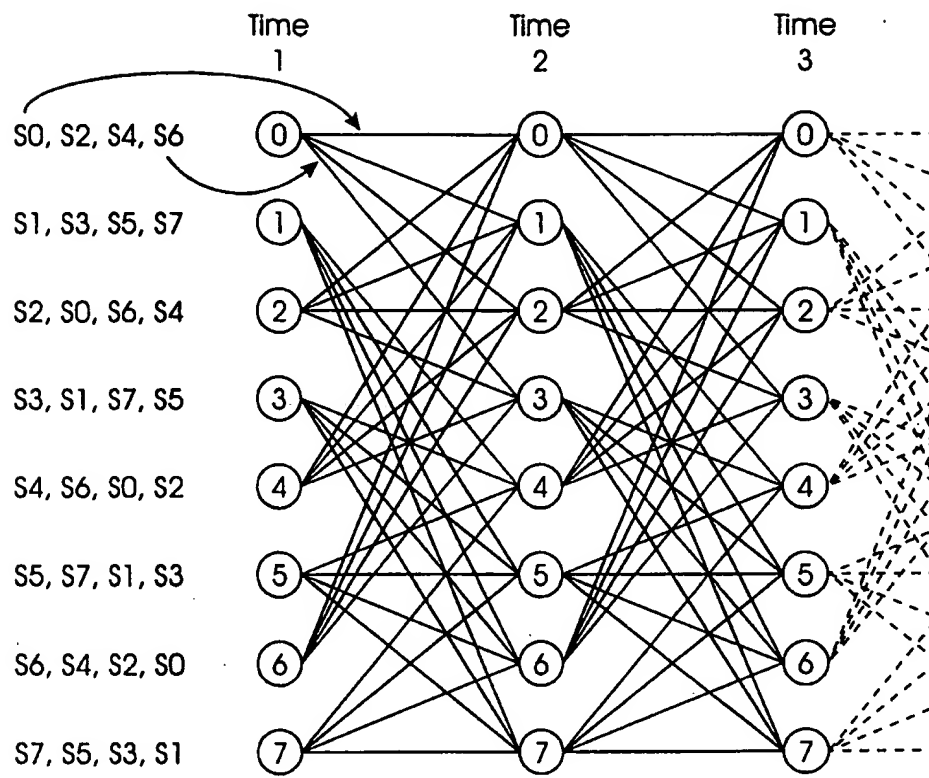 Time Time Time
1 2 3
S0, S2, S4, S6 0 0 0
S1, S3, S5, S7 1 1 1
S2, S0, S6, S4 2 2 2
S3, S1, S7, S5 3 3 3
S4, S6, S0, S2 4 4 4
S5, S7, S1, S3 5 5 5
S6, S4, S2, S0 6 6 6
S7, S5, S3, S1 7 7 7